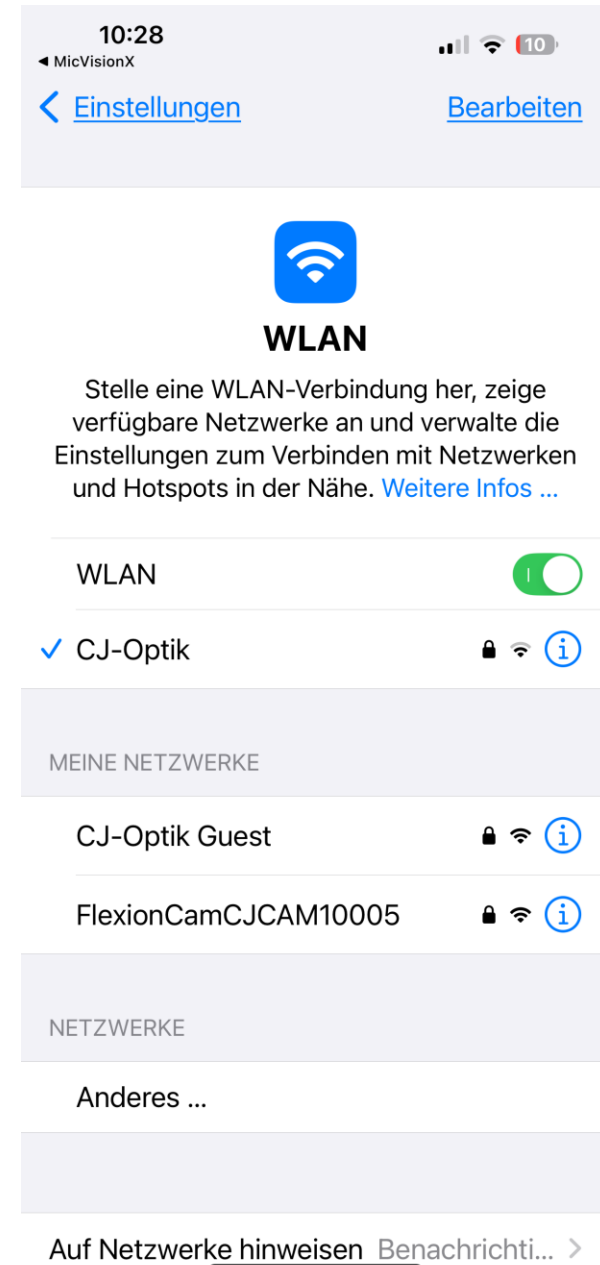 10:28
◀ MicVisionX
10
Einstellungen
Bearbeiten
WLAN
Stelle eine WLAN-Verbindung her, zeige
verfügbare Netzwerke an und verwalte die
Einstellungen zum Verbinden mit Netzwerken
und Hotspots in der Nähe. Weitere Infos ...
WLAN
CJ-Optik
MEINE NETZWERKE
CJ-Optik Guest
FlexionCamCJCAM10005
NETZWERKE
Anderes ...
Auf Netzwerke hinweisen Benachrichti...